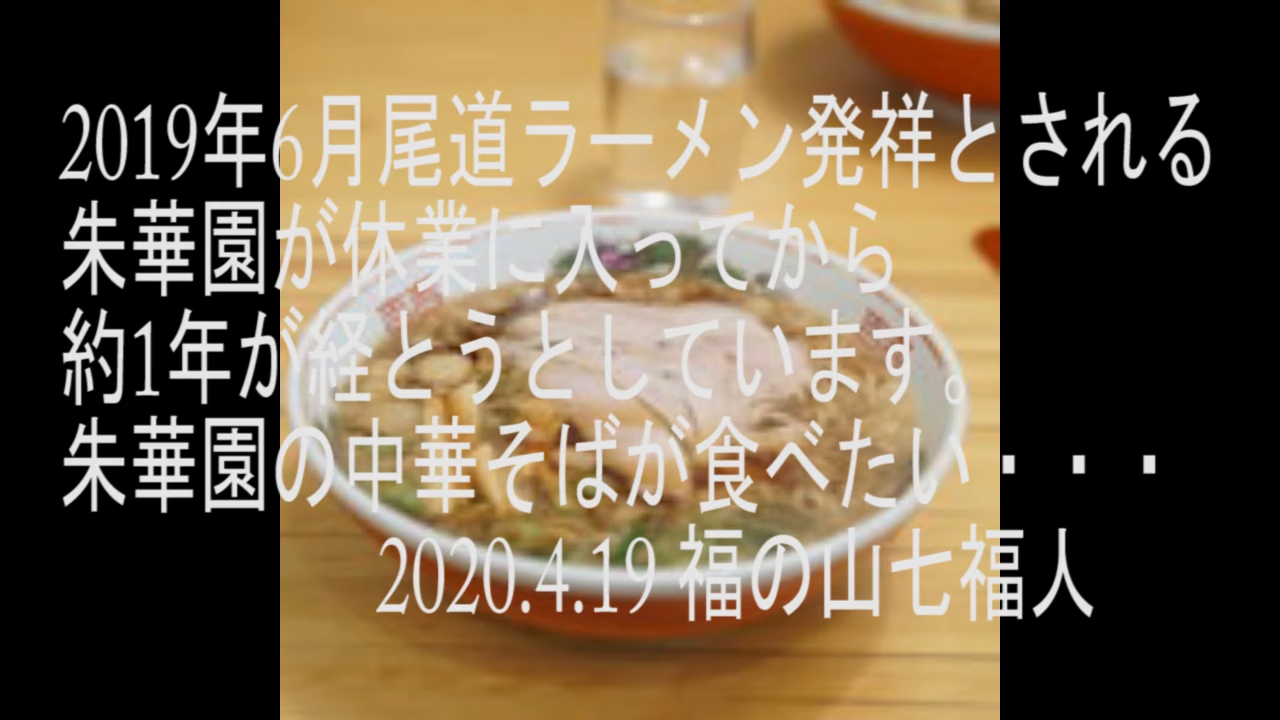 2019年6月尾道ラーメン発祥とされる
朱華園が休業に入ってから
約1年が経とうとしています。
朱華園の中華そばが食べたい・・・
2020.4.19 福の山七福人